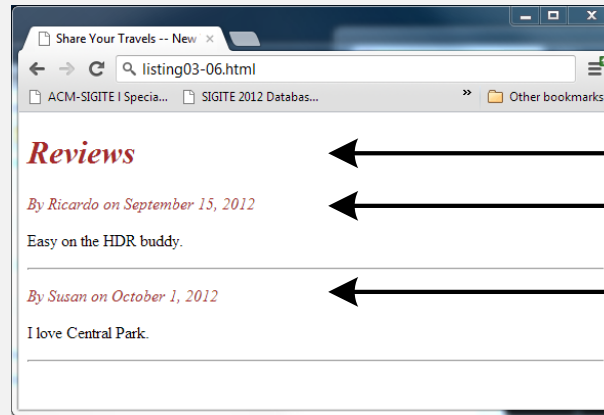 Share Your Travels -- New
listing03-06.html
ACM-SIGITE I Specia... SIGITE 2012 Databas... » Other bookmarks
Reviews
By Ricardo on September 15, 2012
Easy on the HDR buddy.
By Susan on October 1, 2012
I love Central Park.